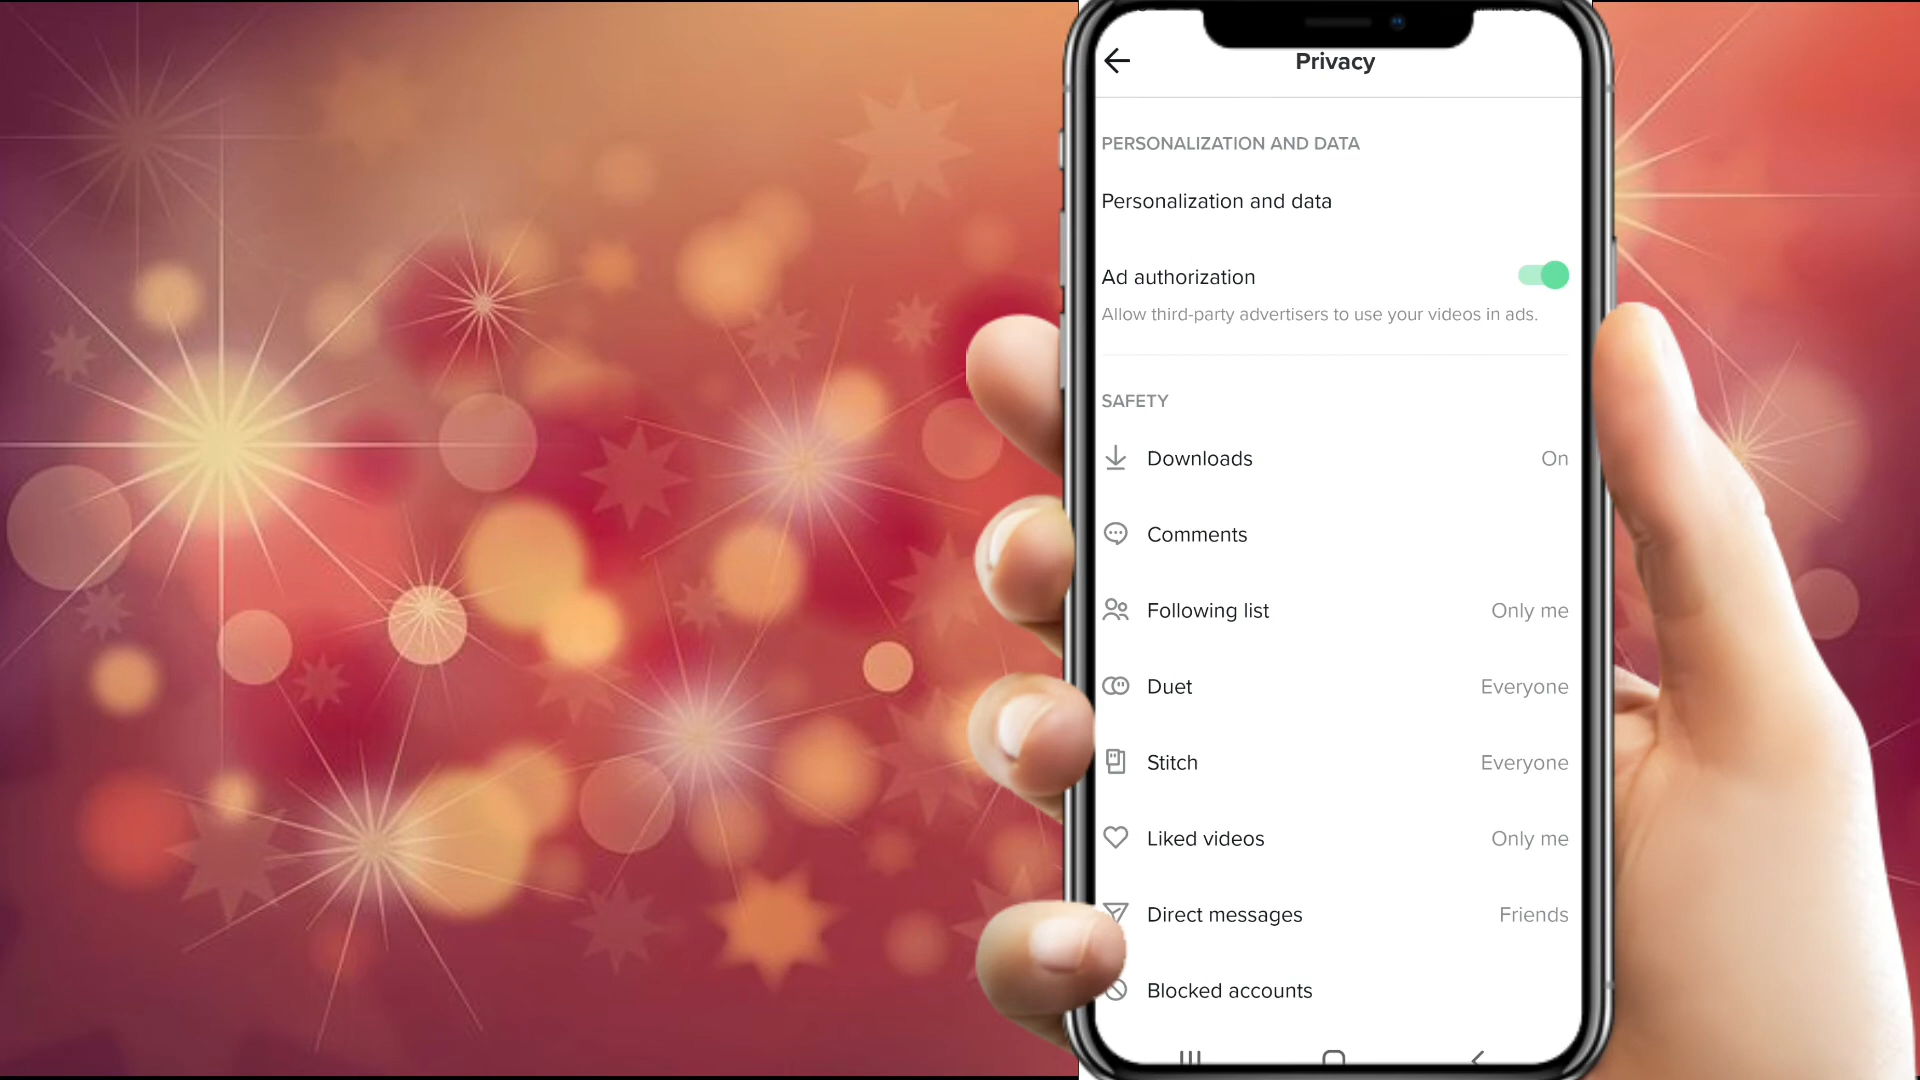 Privacy
PERSONALIZATION AND DATA
Personalization and data
Ad authorization
Allow third-party advertisers to use your videos in ads.
SAFETY
Downloads On
Comments
Following list Only me
Duet Everyone
Stitch Everyone
Liked videos Only me
Direct messages Friends
Blocked accounts